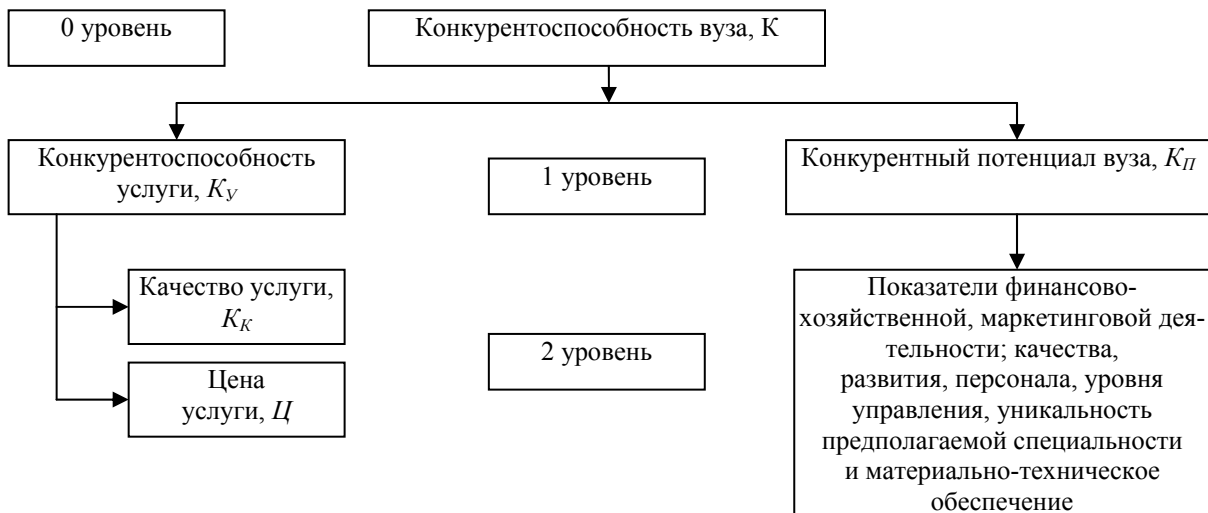 0 уровень
Конкурентоспособность вуза, К
Конкурентоспособность
услуги, К_У
1 уровень
Конкурентный потенциал вуза, К_П
Качество услуги,
К_К
Цена
услуги, Ц
2 уровень
Показатели финансово-
хозяйственной, маркетинговой дея-
тельности; качества,
развития, персонала, уровня
управления, уникальность
предполагаемой специальности
и материально-техническое
обеспечение